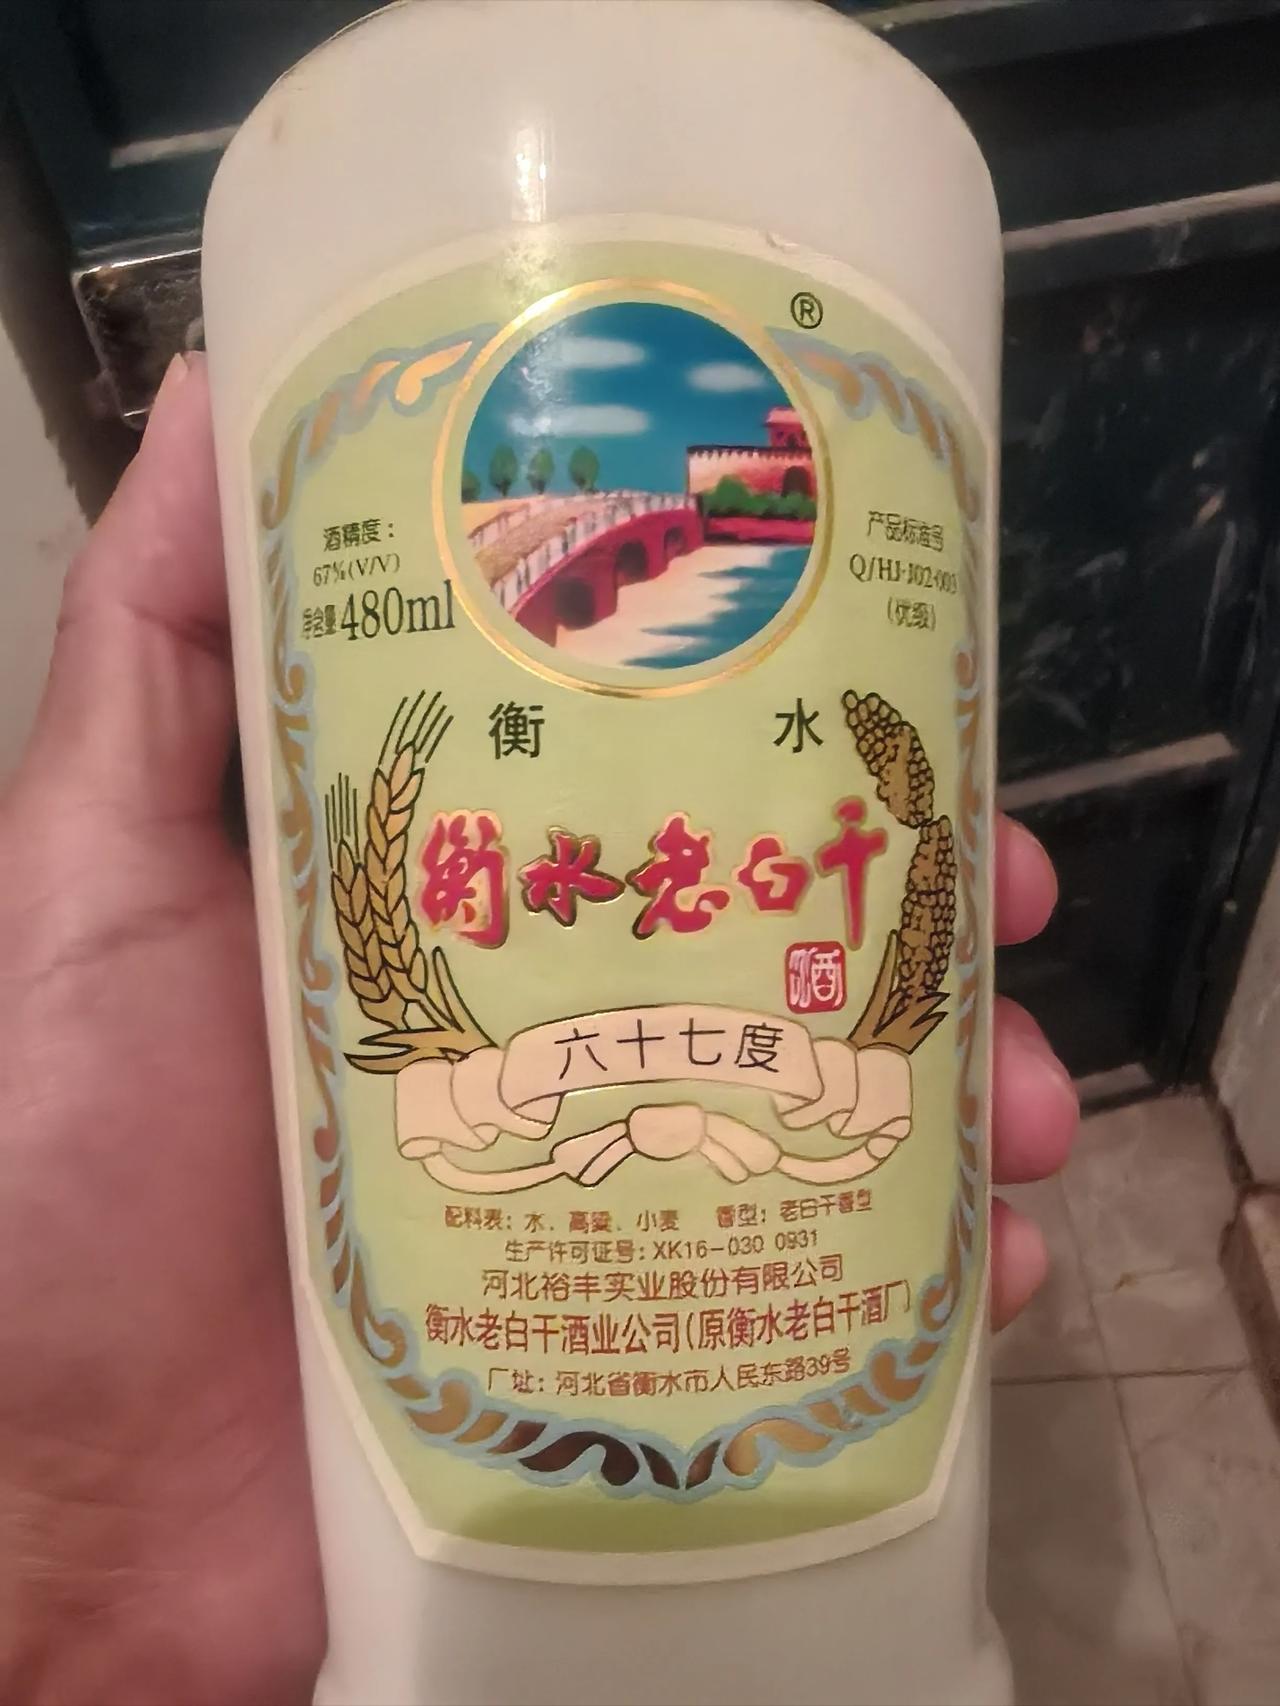 ®
酒精度：
67%(V/V)
净含量:480ml
产品标准号
Q/HJ·J02·003
(优级)
衡 水
衡水老白干
酒
六十七度
配料表：水、高粱、小麦 香型：老白干香型
生产许可证号：XK16-030 0931
河北裕丰实业股份有限公司
衡水老白干酒业公司(原衡水老白干酒厂)
厂址：河北省衡水市人民东路39号